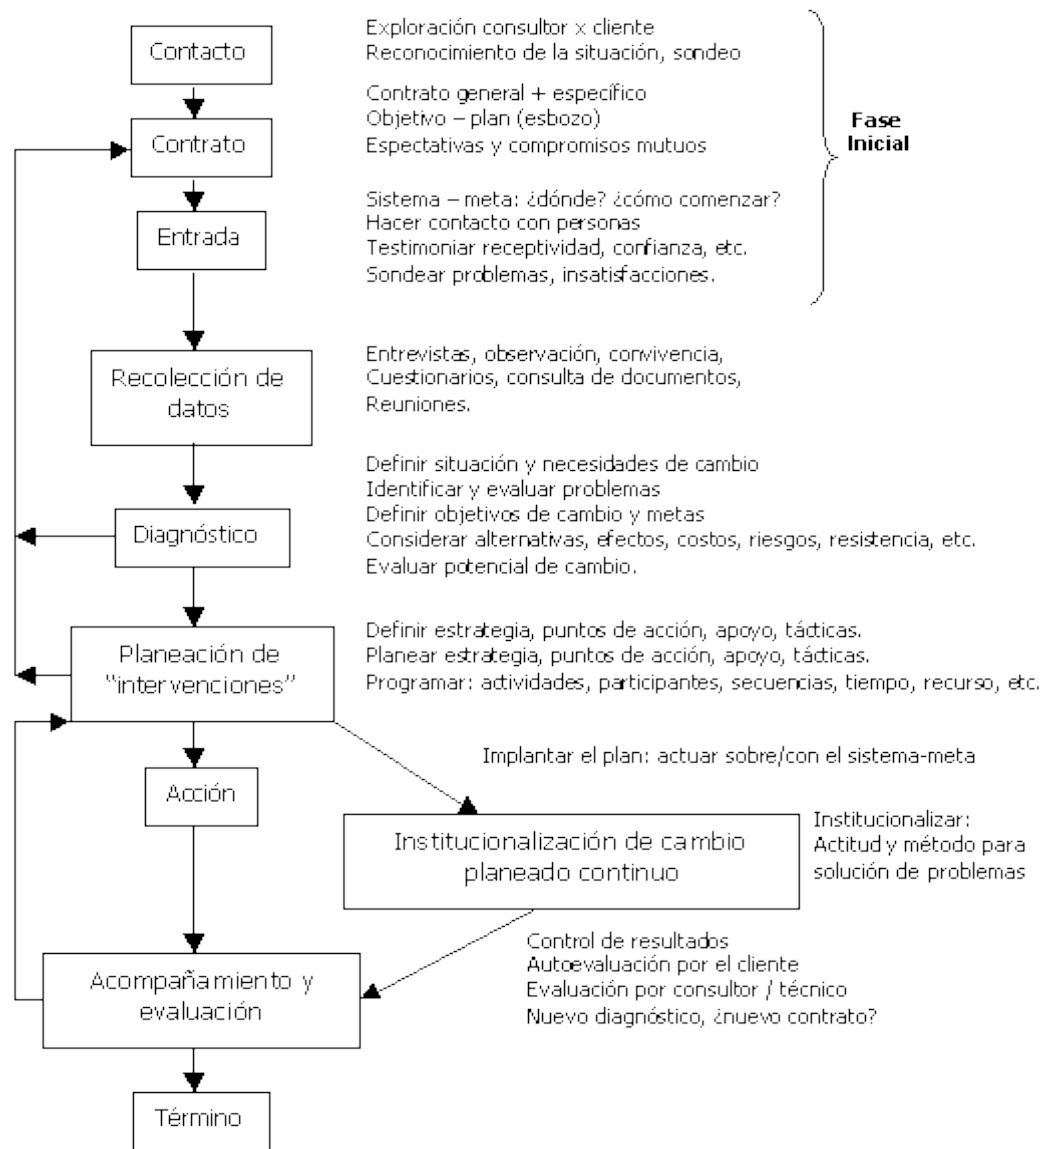 Contacto
Exploración consultor x cliente
Reconocimiento de la situación, sondeo
Contrato
Contrato general + específico
Objetivo – plan (esbozo)
Espectativas y compromisos mutuos
Fase
Inicial
Entrada
Sistema – meta: ¿dónde? ¿cómo comenzar?
Hacer contacto con personas
Testimoniar receptividad, confianza, etc.
Sondear problemas, insatisfacciones.
Recolección de
datos
Entrevistas, observación, convivencia,
Cuestionarios, consulta de documentos,
Reuniones.
Diagnóstico
Definir situación y necesidades de cambio
Identificar y evaluar problemas
Definir objetivos de cambio y metas
Considerar alternativas, efectos, costos, riesgos, resistencia, etc.
Evaluar potencial de cambio.
Planeación de
"intervenciones"
Definir estrategia, puntos de acción, apoyo, tácticas.
Planear estrategia, puntos de acción, apoyo, tácticas.
Programar: actividades, participantes, secuencias, tiempo, recurso, etc.
Acción
Implantar el plan: actuar sobre/con el sistema-meta
Institucionalización de cambio
planeado continuo
Institucionalizar:
Actitud y método para
solución de problemas
Acompañamiento y
evaluación
Control de resultados
Autoevaluación por el cliente
Evaluación por consultor / técnico
Nuevo diagnóstico, ¿nuevo contrato?
Término